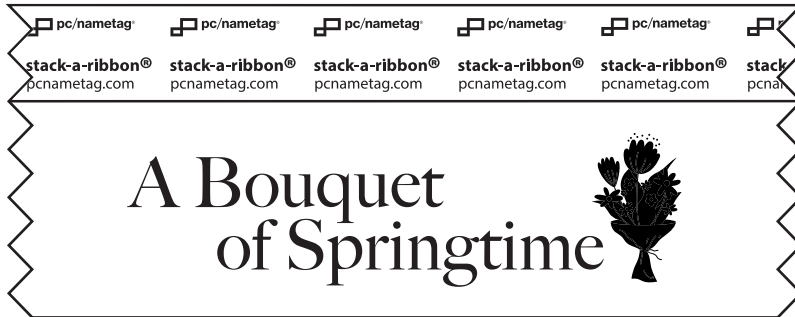 pc/nametag® pc/nametag® pc/nametag® pc/nametag® pc/nametag®
stack-a-ribbon® stack-a-ribbon® stack-a-ribbon® stack-a-ribbon® stack-a-ribbon® stack
pcnametag.com pcnametag.com pcnametag.com pcnametag.com pcnametag.com
A Bouquet
of Springtime